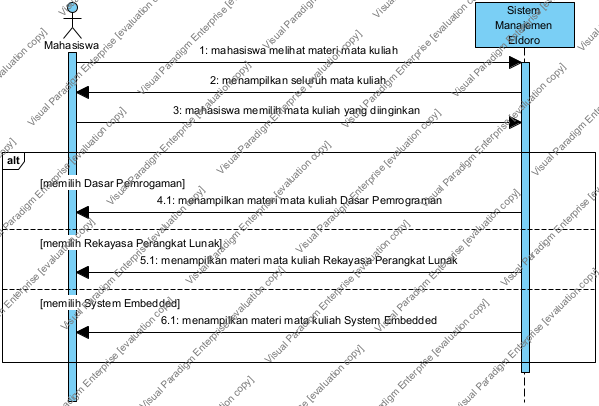 Sistem
Manajemen
Eldoro
Mahasiswa
1: mahasiswa melihat materi mata kuliah
2: menampilkan seluruh mata kuliah
3: mahasiswa memilih mata kuliah yang diinginkan
alt
[memilih Dasar Pemrogaman]
4.1: menampilkan materi mata kuliah Dasar Pemrograman
[memilih Rekayasa Perangkat Lunak]
5.1: menampilkan materi mata kuliah Rekayasa Perangkat Lunak
[memilih System Embedded]
6.1: menampilkan materi mata kuliah System Embedded
Visual Paradigm Enterprise [evaluation copy]